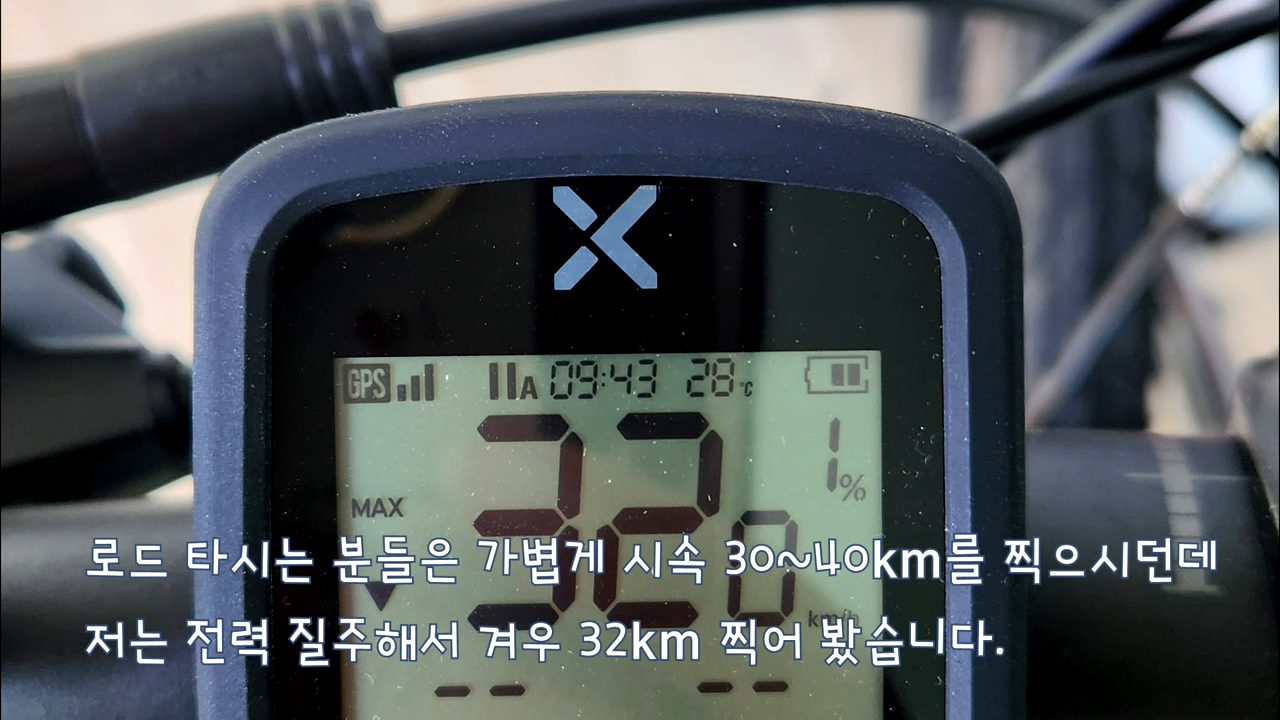 GPS A 09:43 28°C
1%
MAX
32.0 km/h
로드 타시는 분들은 가볍게 시속 30~40km를 찍으시던데
저는 전력 질주해서 겨우 32km 찍어 봤습니다.
-- --